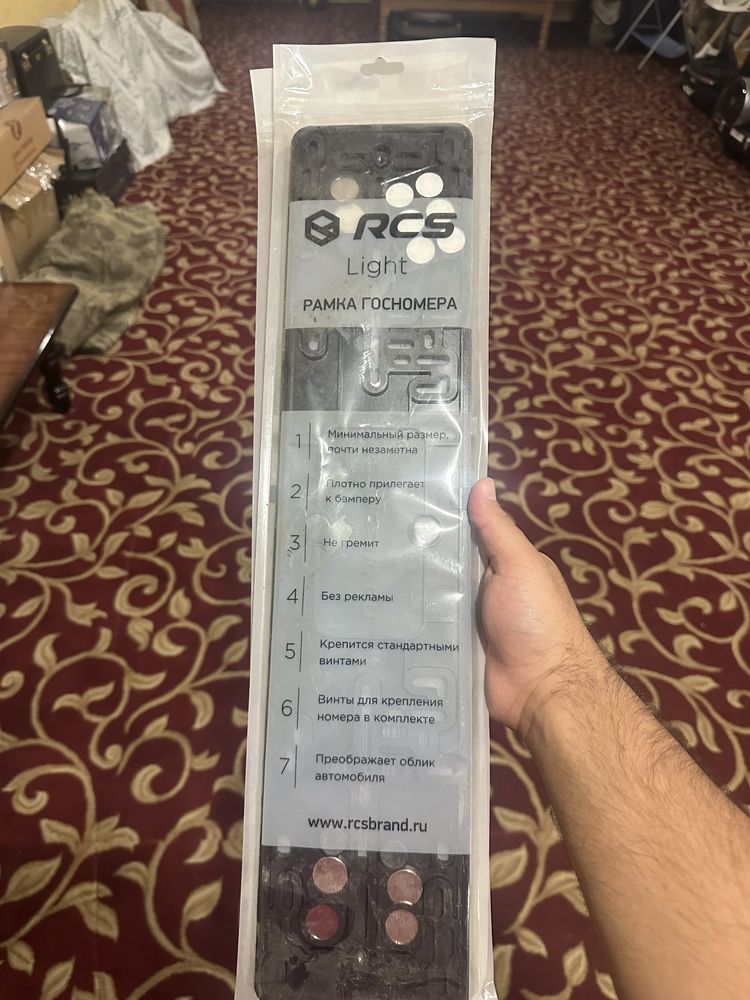 RCS
Light
РАМКА ГОСНОМЕРА
1 Минимальный размер,
почти незаметна
2 Плотно прилегает
к бамперу
3 Не гремит
4 Без рекламы
5 Крепится стандартными
винтами
6 Винты для крепления
номера в комплекте
7 Преображает облик
автомобиля
www.rcsbrand.ru